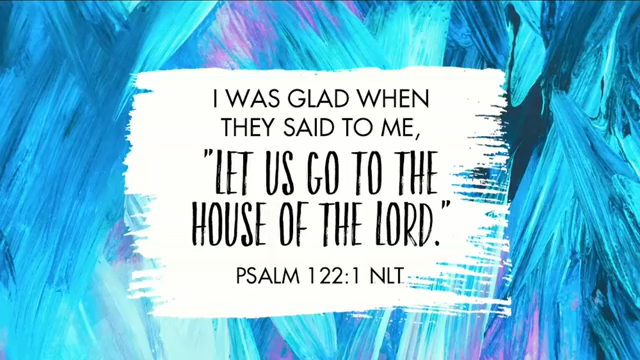 I WAS GLAD WHEN
THEY SAID TO ME,
"LET US GO TO THE
HOUSE OF THE LORD."
PSALM 122:1 NLT